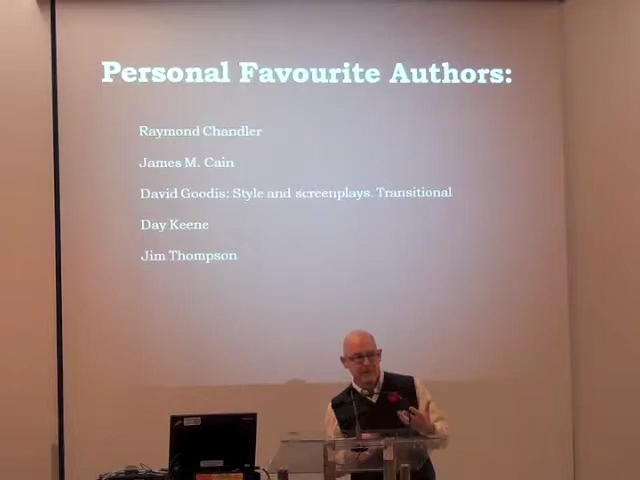 Personal Favourite Authors:
Raymond Chandler
James M. Cain
David Goodis: Style and screenplays. Transitional
Day Keene
Jim Thompson